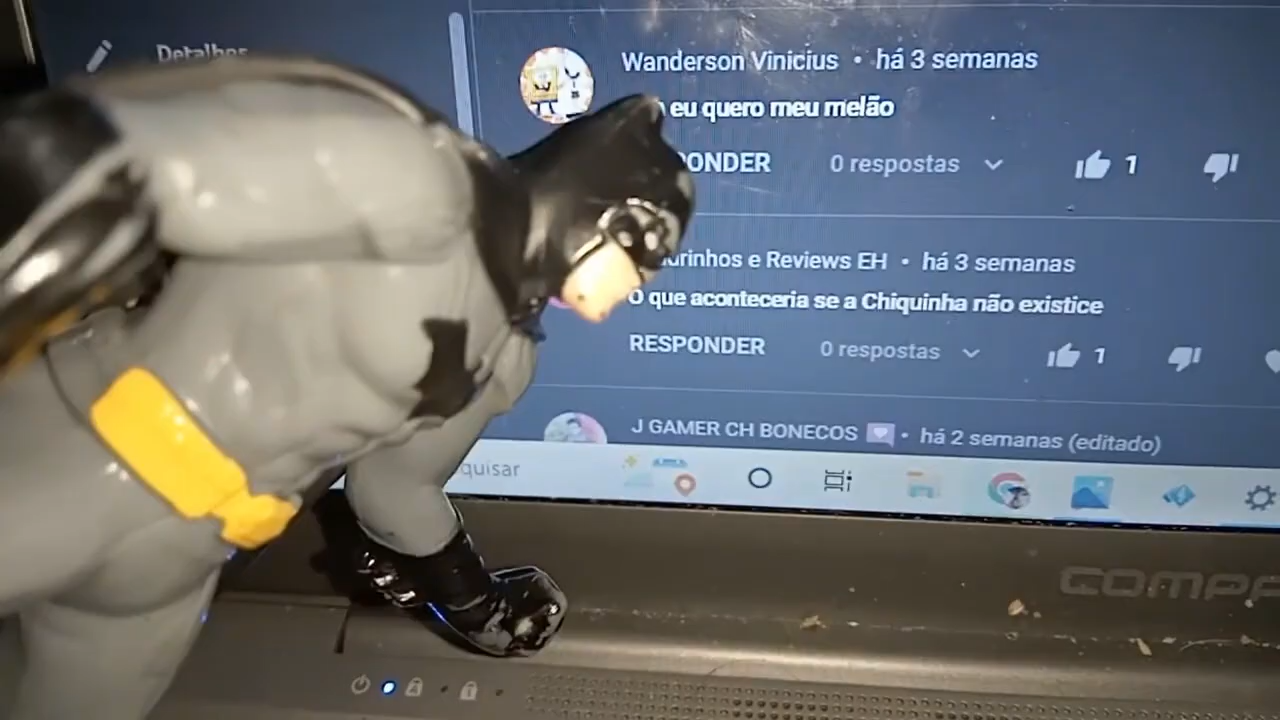 Detalhes
Wanderson Vinicius • há 3 semanas
eu quero meu melão
PONDER
0 respostas
1
urinhos e Reviews EH • há 3 semanas
O que aconteceria se a Chiquinha não existice
RESPONDER
0 respostas
1
J GAMER CH BONECOS • há 2 semanas (editado)
quisar
COMPA